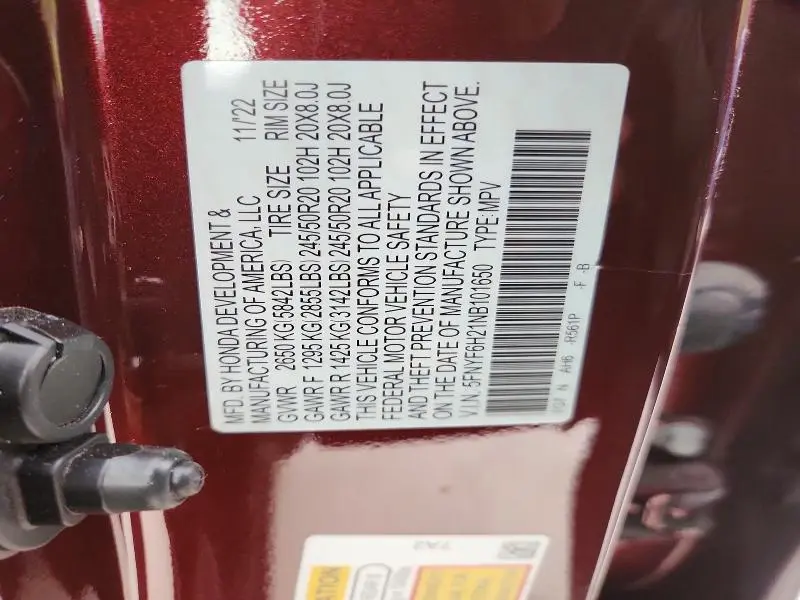 MFD. BY HONDA DEVELOPMENT & 11/22
MANUFACTURING OF AMERICA, LLC
GVWR 2650 KG(5842LBS) TIRE SIZE RIM SIZE
GAWR F 1295 KG(2855LBS) 245/50R20 102H 20X8.0J
GAWR R 1425 KG(3142LBS) 245/50R20 102H 20X8.0J
THIS VEHICLE CONFORMS TO ALL APPLICABLE
FEDERAL MOTOR VEHICLE SAFETY
AND THEFT PREVENTION STANDARDS IN EFFECT
ON THE DATE OF MANUFACTURE SHOWN ABOVE.
V.I.N. 5FNYF6H21NB101650 TYPE: MPV
N AH6 -R561P -F -B